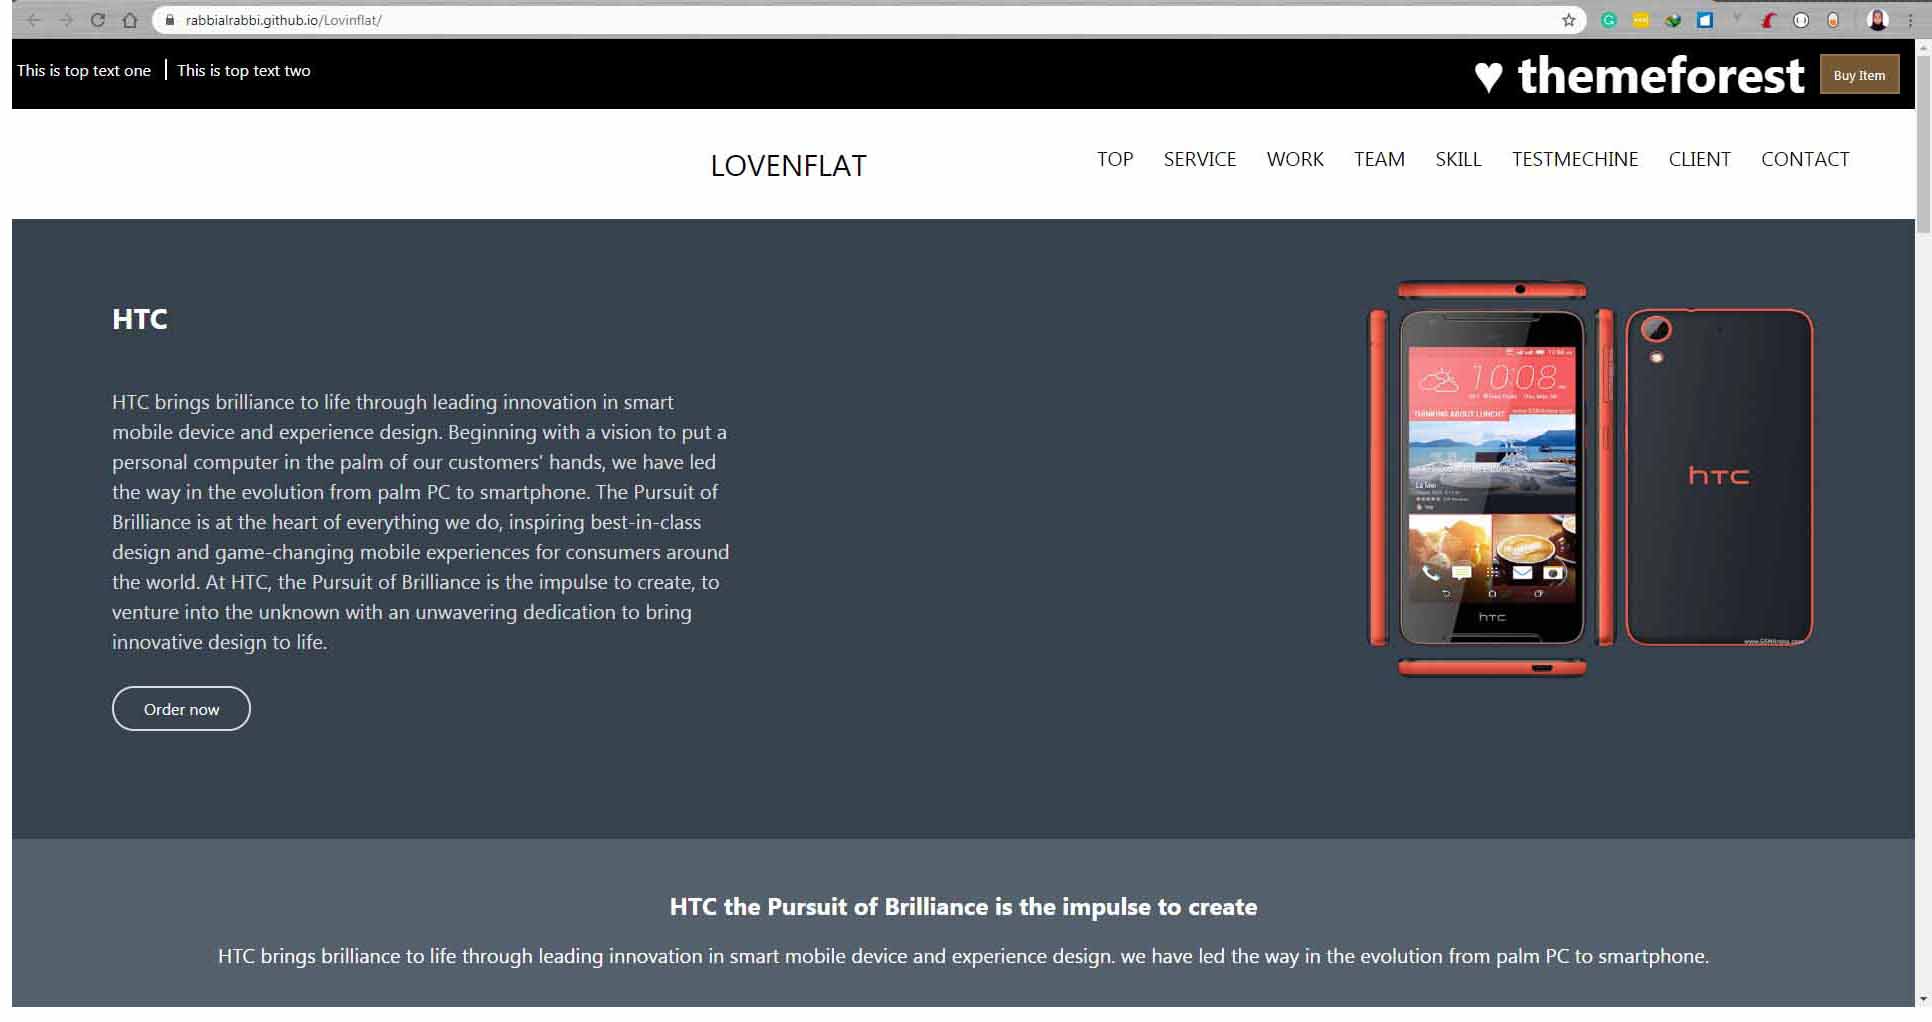 rabbialrabbi.github.io/Lovinflat/
This is top text one This is top text two
♥ themeforest Buy Item
LOVENFLAT
TOP SERVICE WORK TEAM SKILL TESTMECHINE CLIENT CONTACT
HTC
HTC brings brilliance to life through leading innovation in smart
mobile device and experience design. Beginning with a vision to put a
personal computer in the palm of our customers' hands, we have led
the way in the evolution from palm PC to smartphone. The Pursuit of
Brilliance is at the heart of everything we do, inspiring best-in-class
design and game-changing mobile experiences for consumers around
the world. At HTC, the Pursuit of Brilliance is the impulse to create, to
venture into the unknown with an unwavering dedication to bring
innovative design to life.
Order now
10:08
THINKING ABOUT LUNCH?
hTC
hTC
www.GSMArena.com
HTC the Pursuit of Brilliance is the impulse to create
HTC brings brilliance to life through leading innovation in smart mobile device and experience design. we have led the way in the evolution from palm PC to smartphone.